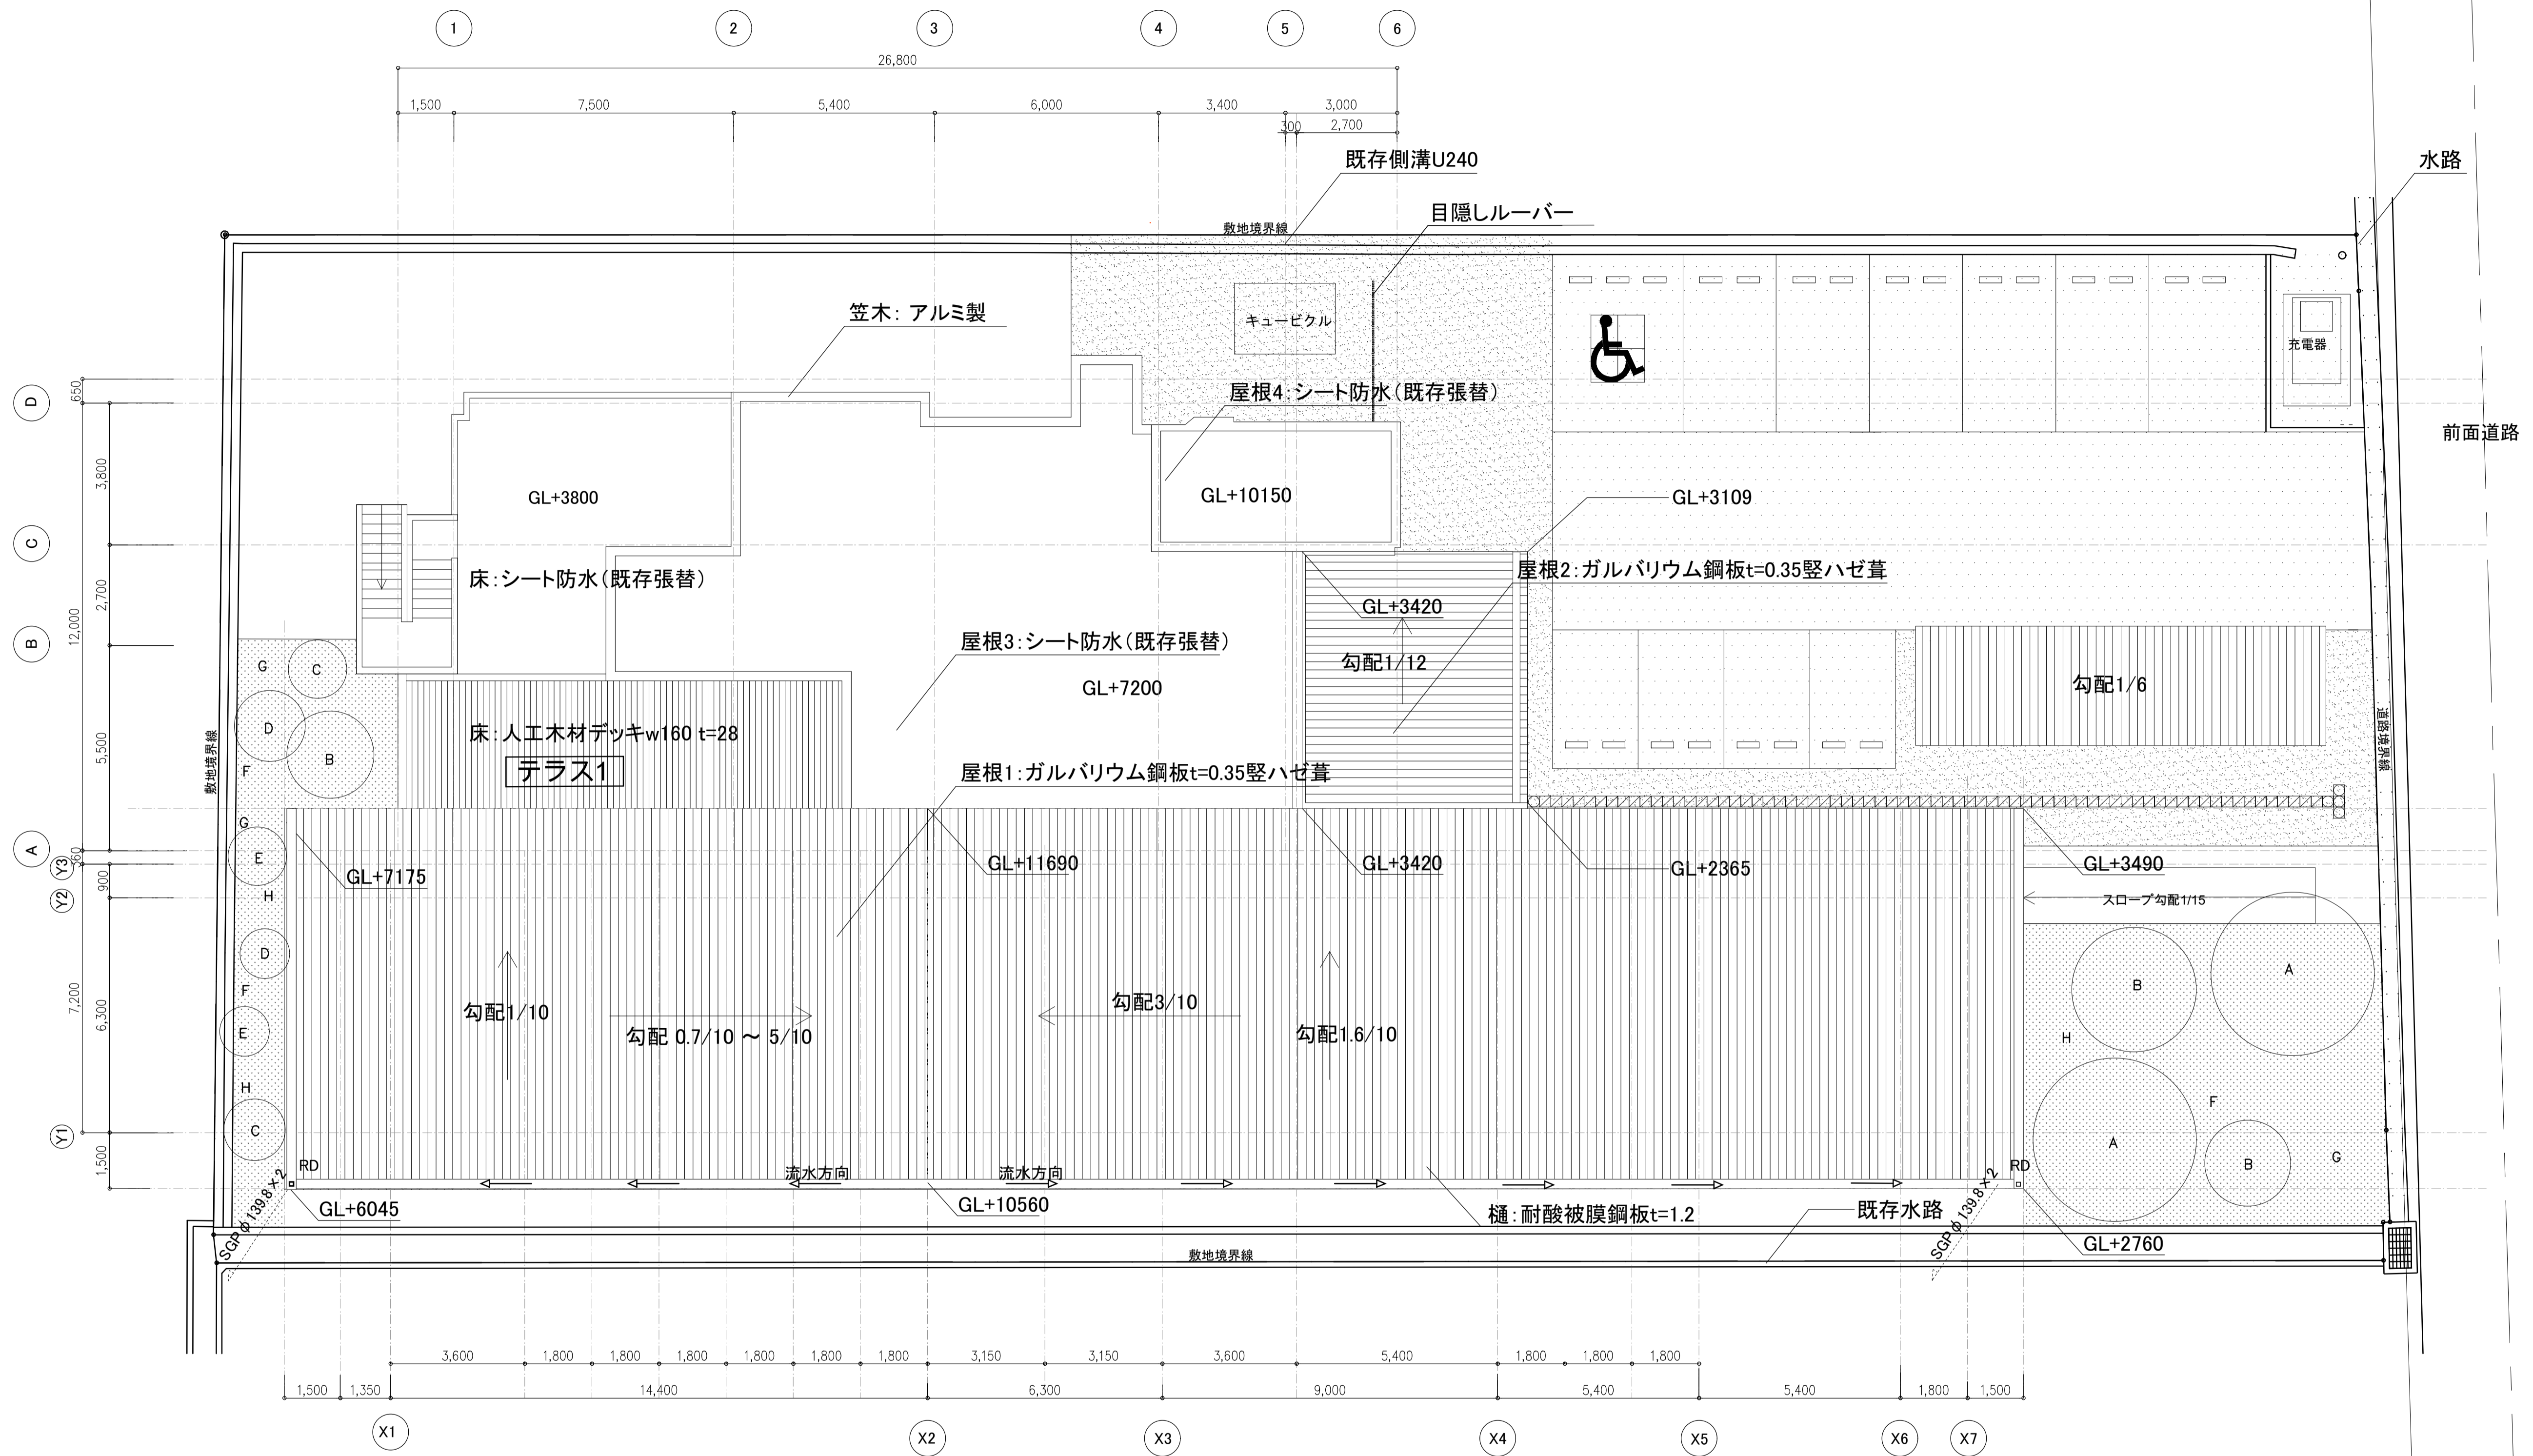 1
2
3
4
5
6
26,800
1,500
7,500
5,400
6,000
3,400
3,000
300
2,700
既存側溝U240
水路
目隠しルーバー
敷地境界線
笠木：アルミ製
キュービクル
充電器
屋根4：シート防水（既存張替）
前面道路
D
650
3,800
GL+3800
GL+10150
GL+3109
C
床：シート防水（既存張替）
屋根2：ガルバリウム鋼板t=0.35竪ハゼ葺
2,700
12,000
GL+3420
B
屋根3：シート防水（既存張替）
勾配1/12
G
C
GL+7200
勾配1/6
D
B
F
床：人工木材デッキw160 t=28
テラス1
5,500
敷地境界線
道路境界線
屋根1：ガルバリウム鋼板t=0.35竪ハゼ葺
G
A
E
Y3
360
GL+7175
GL+11690
GL+3420
GL+2365
GL+3490
900
Y2
H
スロープ勾配1/15
D
B
A
F
7,200
6,300
勾配1/10
勾配 0.7/10 ～ 5/10
勾配3/10
勾配1.6/10
E
H
H
F
C
Y1
A
B
G
1,500
RD
流水方向
流水方向
RD
SGPφ139.8×2
GL+6045
GL+10560
樋：耐酸被膜鋼板t=1.2
既存水路
SGPφ139.8×2
GL+2760
敷地境界線
3,600
1,800
1,800
1,800
1,800
1,800
1,800
3,150
3,150
3,600
5,400
1,800
1,800
1,800
1,500
1,350
14,400
6,300
9,000
5,400
5,400
1,800
1,500
X1
X2
X3
X4
X5
X6
X7